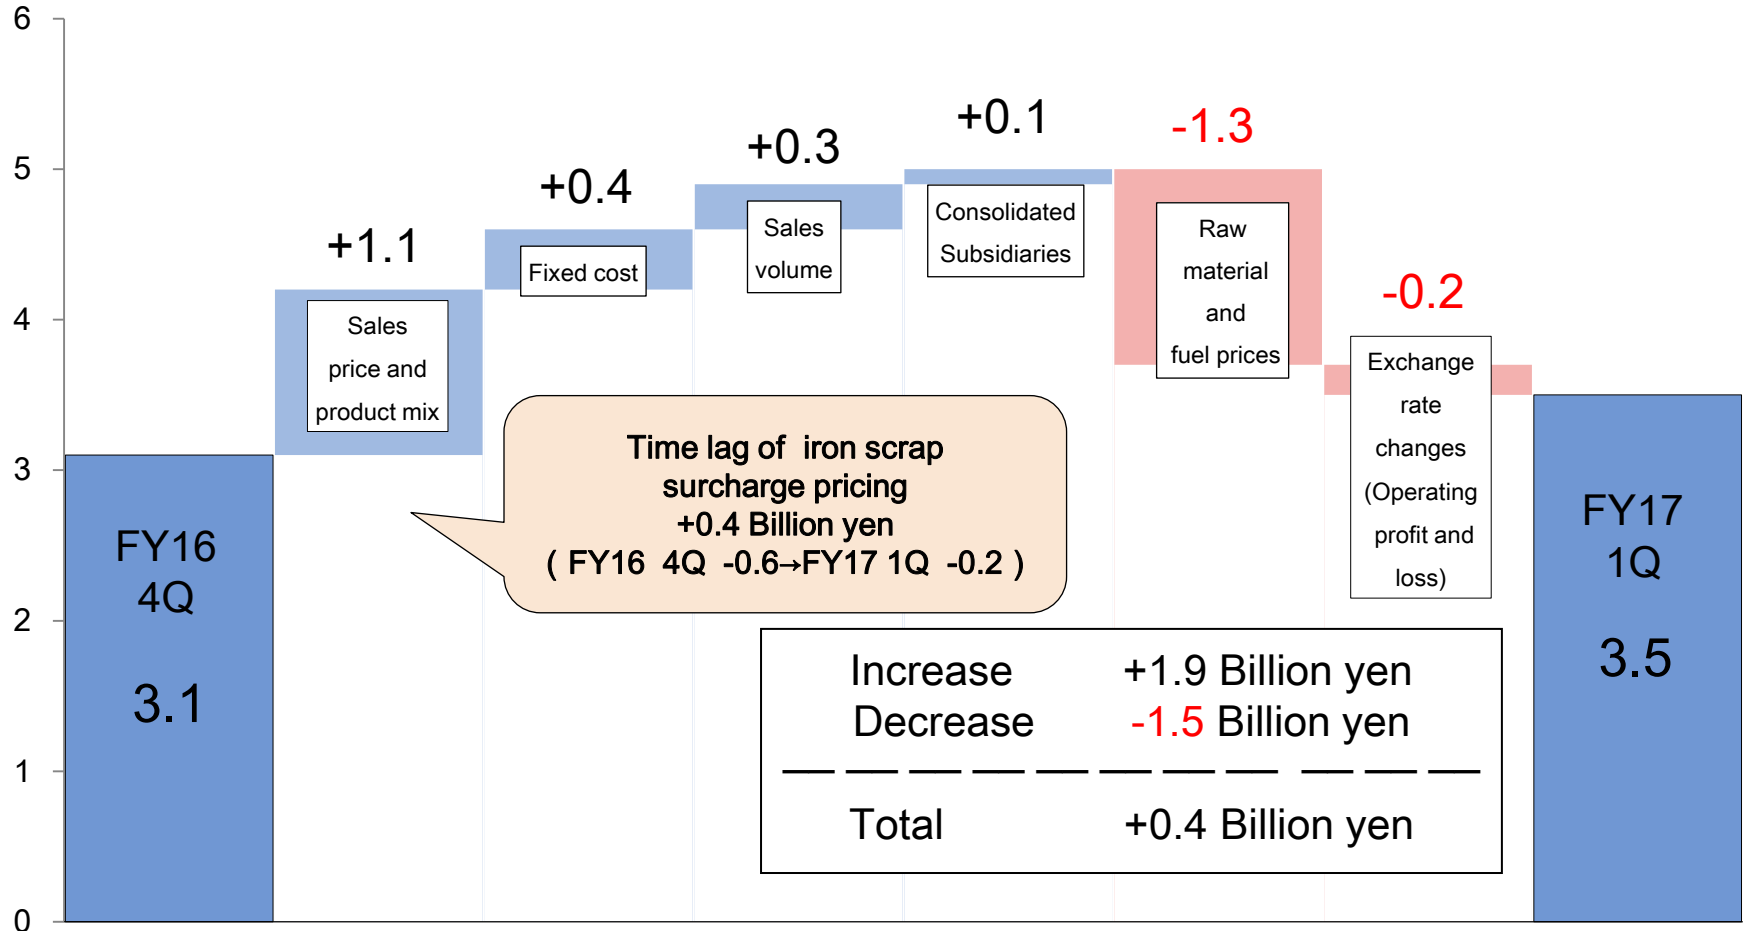 6
5
4
3
2
1
0
FY16
4Q
3.1
+1.1
Sales
price and
product mix
+0.4
Fixed cost
+0.3
Sales
volume
+0.1
Consolidated
Subsidiaries
-1.3
Raw
material
and
fuel prices
-0.2
Exchange
rate
changes
(Operating
profit and
loss)
FY17
1Q
3.5
Time lag of iron scrap
surcharge pricing
+0.4 Billion yen
( FY16 4Q -0.6→FY17 1Q -0.2 )
Increase +1.9 Billion yen
Decrease -1.5 Billion yen
Total +0.4 Billion yen